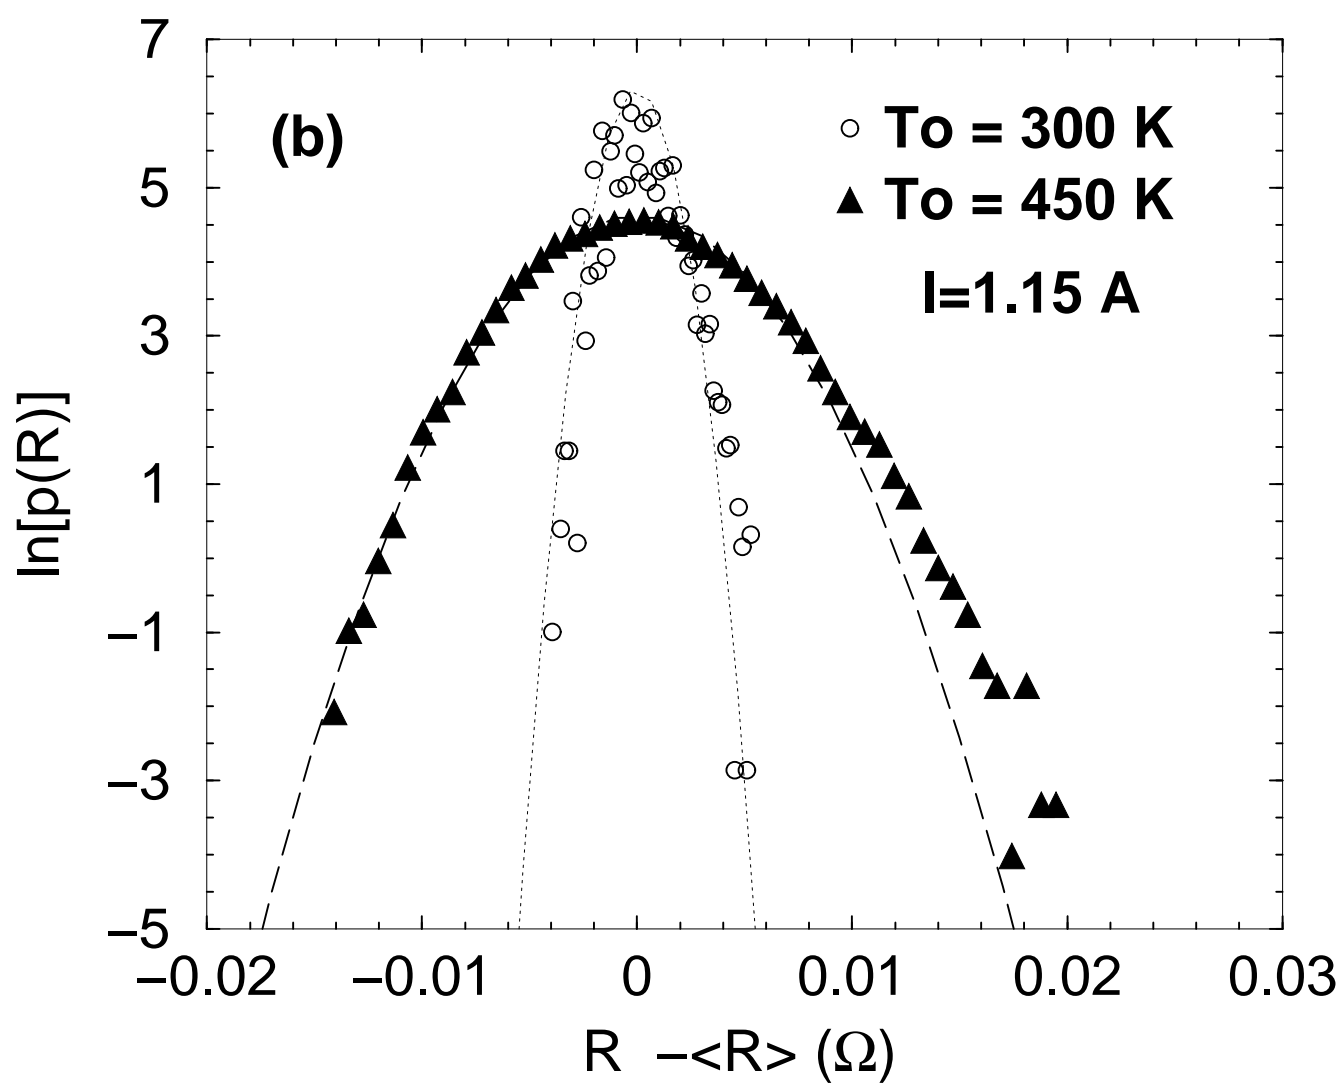 7
(b)
To = 300 K
5
To = 450 K
I=1.15 A
3
ln[p(R)]
1
−1
−3
−5
−0.02 −0.01 0 0.01 0.02 0.03
R −<R> (Ω)